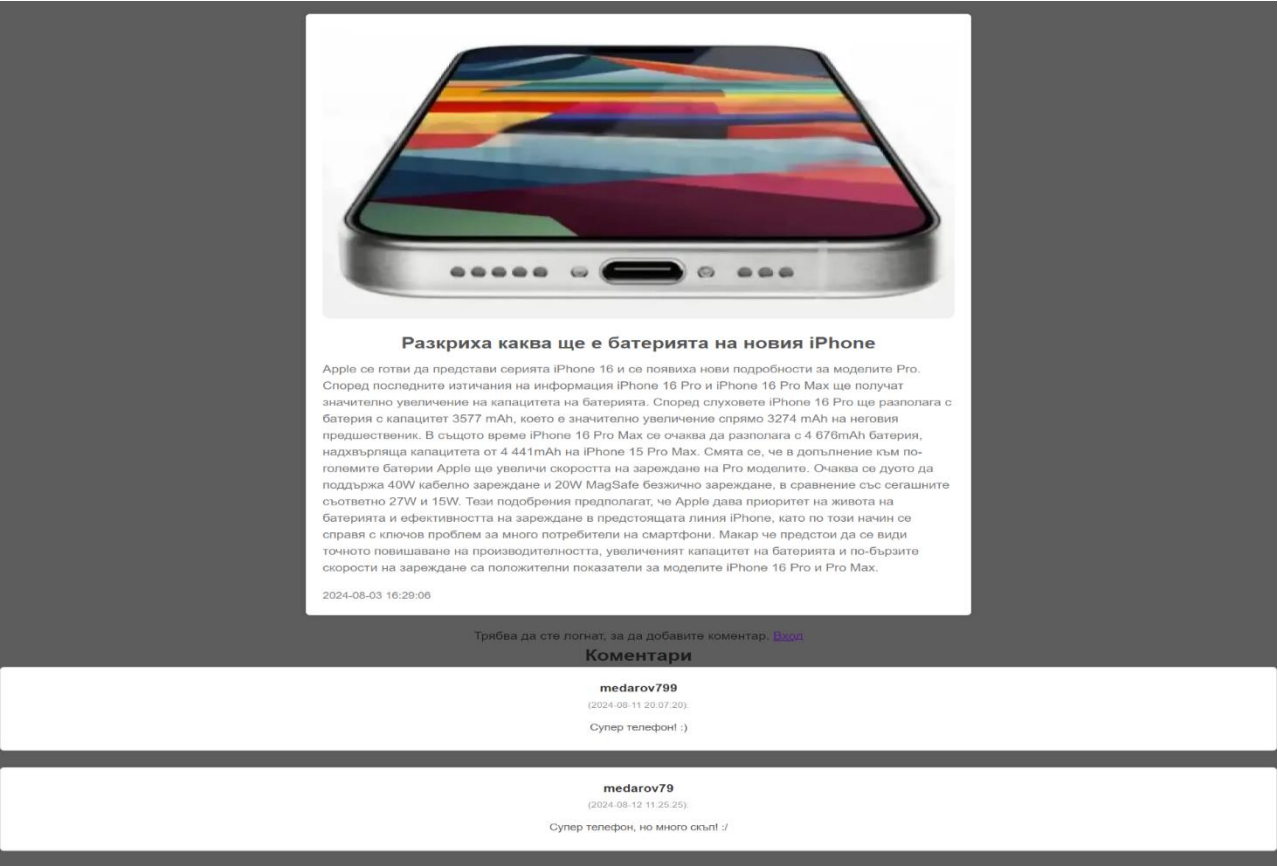 Разкриха каква ще е батерията на новия iPhone
Apple се готви да представи серията iPhone 16 и се появиха нови подробности за моделите Pro.
Според последните изтичания на информация iPhone 16 Pro и iPhone 16 Pro Max ще получат
значително увеличение на капацитета на батерията. Според слуховете iPhone 16 Pro ще разполага с
батерия с капацитет 3577 mAh, което е значително увеличение спрямо 3274 mAh на неговия
предшественик. В същото време iPhone 16 Pro Max се очаква да разполага с 4 676mAh батерия,
надхвърляща капацитета от 4 441mAh на iPhone 15 Pro Max. Смята се, че в допълнение към по-
големите батерии Apple ще увеличи скоростта на зареждане на Pro моделите. Очаква се дуото да
поддържа 40W кабелно зареждане и 20W MagSafe безжично зареждане, в сравнение със сегашните
съответно 27W и 15W. Тези подобрения предполагат, че Apple дава приоритет на живота на
батерията и ефективността на зареждане в предстоящата линия iPhone, като по този начин се
справя с ключов проблем за много потребители на смартфони. Макар че предстои да се види
точното повишаване на производителността, увеличеният капацитет на батерията и по-бързите
скорости на зареждане са положителни показатели за моделите iPhone 16 Pro и Pro Max.
2024-08-03 16:29:06
Трябва да сте логнат, за да добавите коментар. Вход
Коментари
medarov799
(2024-08-11 20:07:20):
Супер телефон! :)
medarov79
(2024-08-12 11:25:25):
Супер телефон, но много скъп! :/